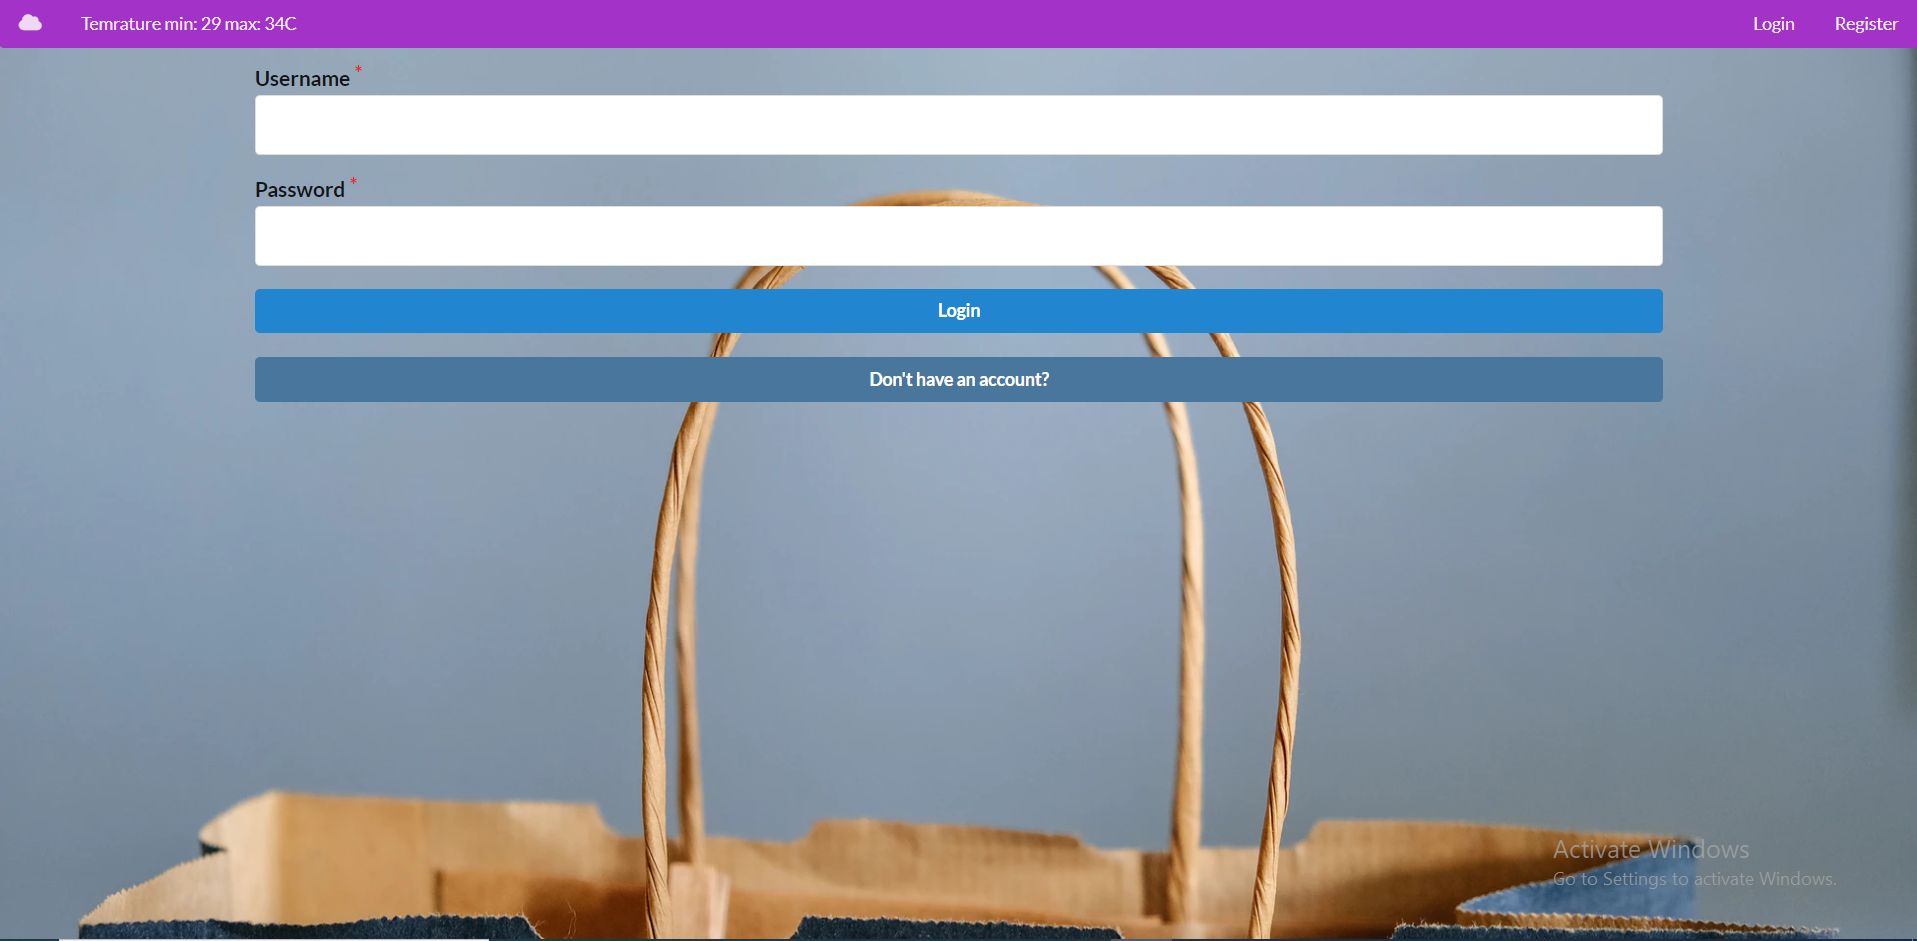 Temrature min: 29 max: 34C
Login
Register
Username *
Password *
Login
Don't have an account?
Activate Windows
Go to Settings to activate Windows.